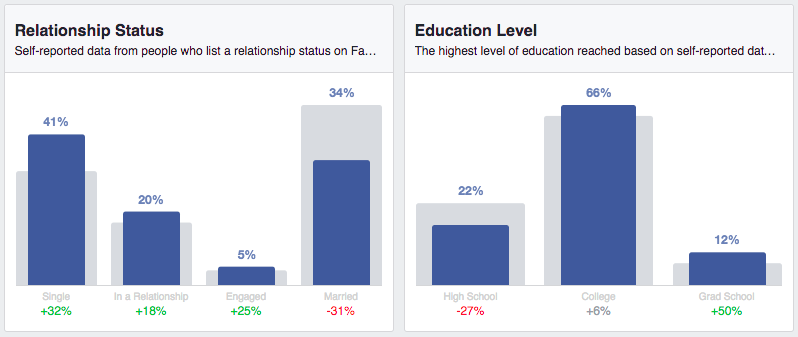 Relationship Status
Self-reported data from people who list a relationship status on Fa...
41%
20%
5%
34%
Single
In a Relationship
Engaged
Married
+32%
+18%
+25%
-31%
Education Level
The highest level of education reached based on self-reported dat...
22%
66%
12%
High School
College
Grad School
-27%
+6%
+50%